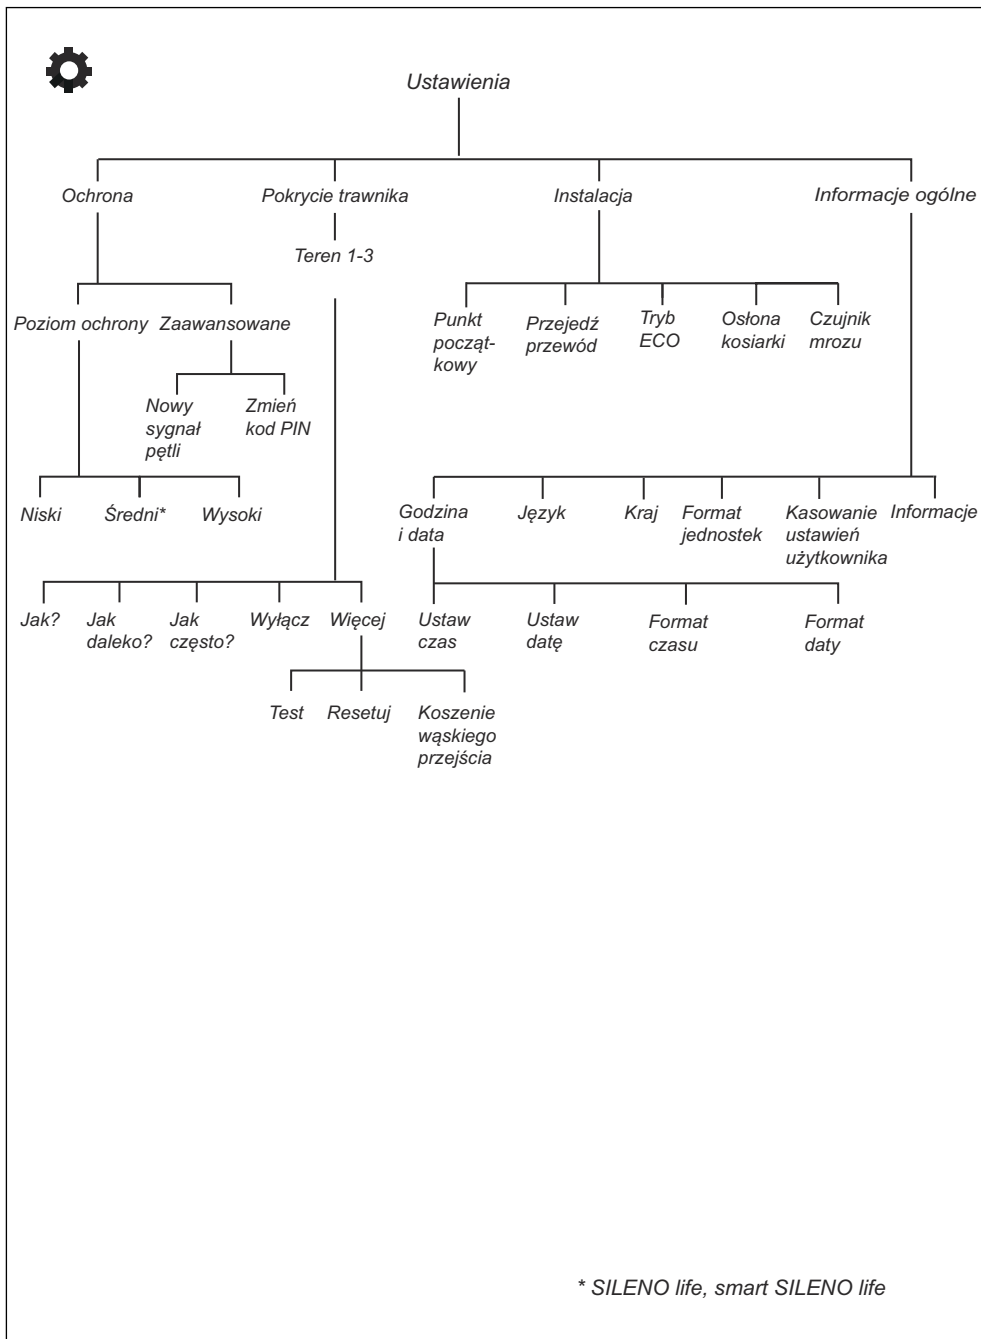 Ustawienia
Ochrona
Pokrycie trawnika
Instalacja
Informacje ogólne
Teren 1-3
Poziom ochrony
Zaawansowane
Punkt
począt-
kowy
Przejedź
przewód
Tryb
ECO
Osłona
kosiarki
Czujnik
mrozu
Nowy
sygnał
pętli
Zmień
kod PIN
Niski
Średni*
Wysoki
Godzina
i data
Język
Kraj
Format
jednostek
Kasowanie
ustawień
użytkownika
Informacje
Jak?
Jak
daleko?
Jak
często?
Wyłącz
Więcej
Ustaw
czas
Ustaw
datę
Format
czasu
Format
daty
Test
Resetuj
Koszenie
wąskiego
przejścia
* SILENO life, smart SILENO life